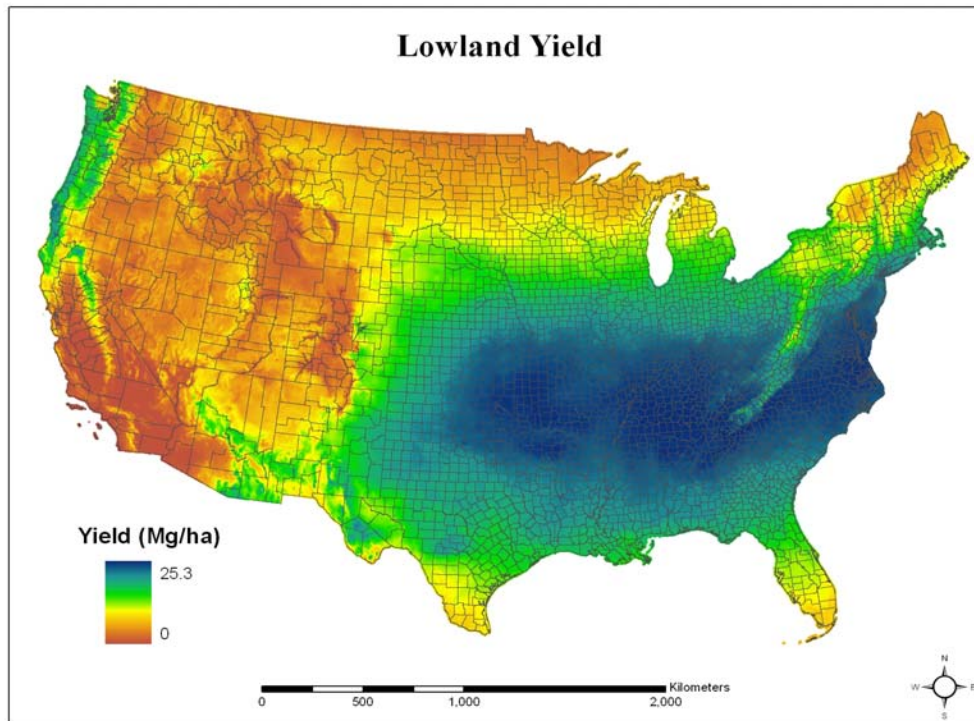 Lowland Yield
Yield (Mg/ha)
25.3
0
0 500 1,000 2,000 Kilometers
N
W E
S